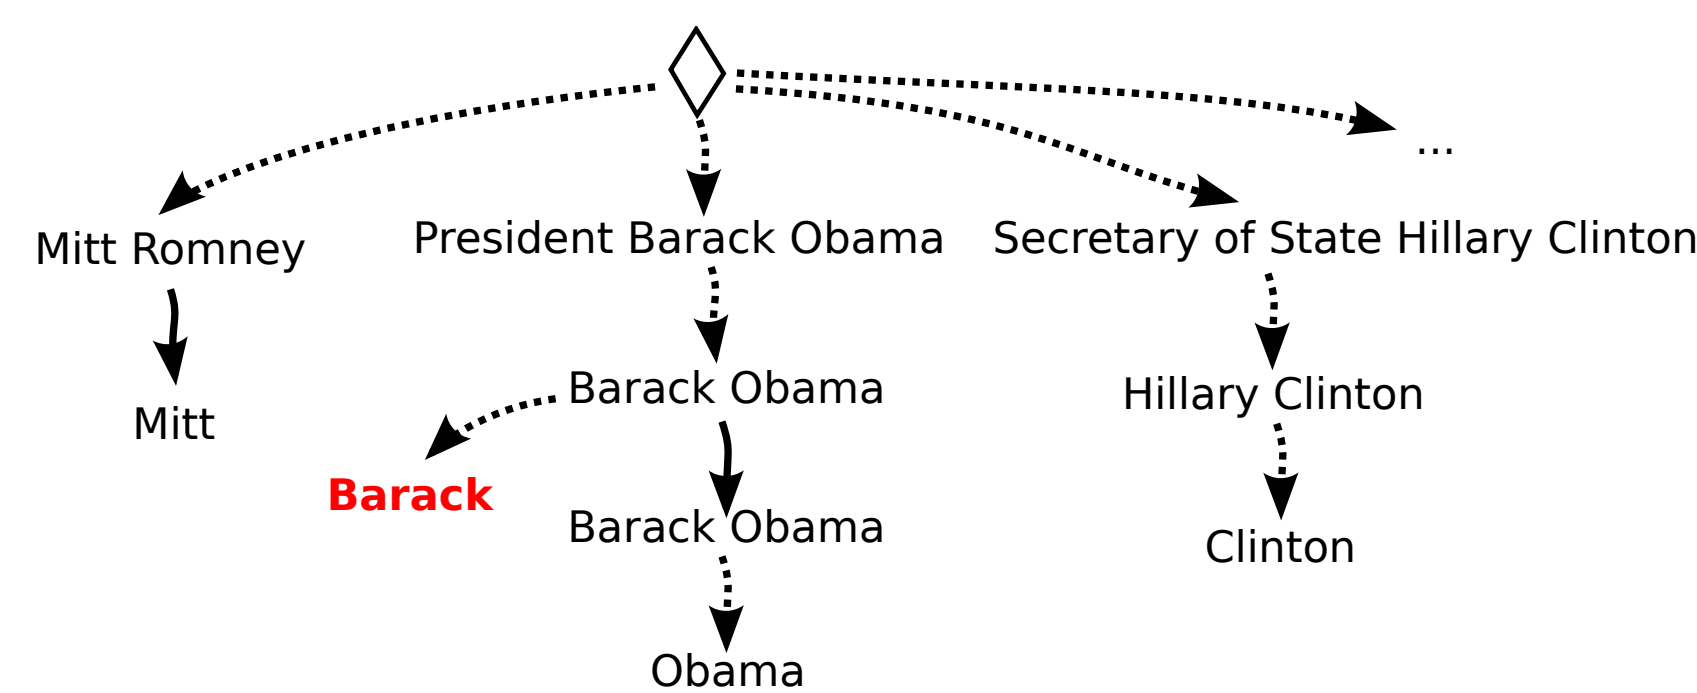 ...
Mitt Romney
President Barack Obama
Secretary of State Hillary Clinton
Barack Obama
Hillary Clinton
Mitt
Barack
Barack Obama
Clinton
Obama